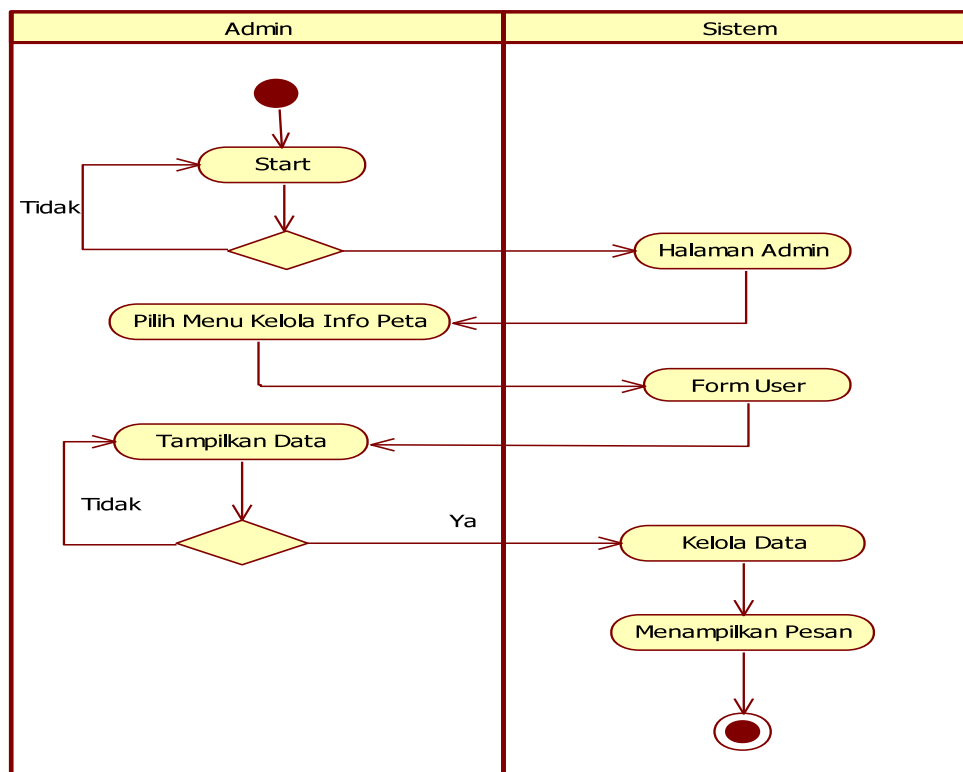 Admin
Sistem
Start
Tidak
Halaman Admin
Pilih Menu Kelola Info Peta
Form User
Tampilkan Data
Tidak
Ya
Kelola Data
Menampilkan Pesan